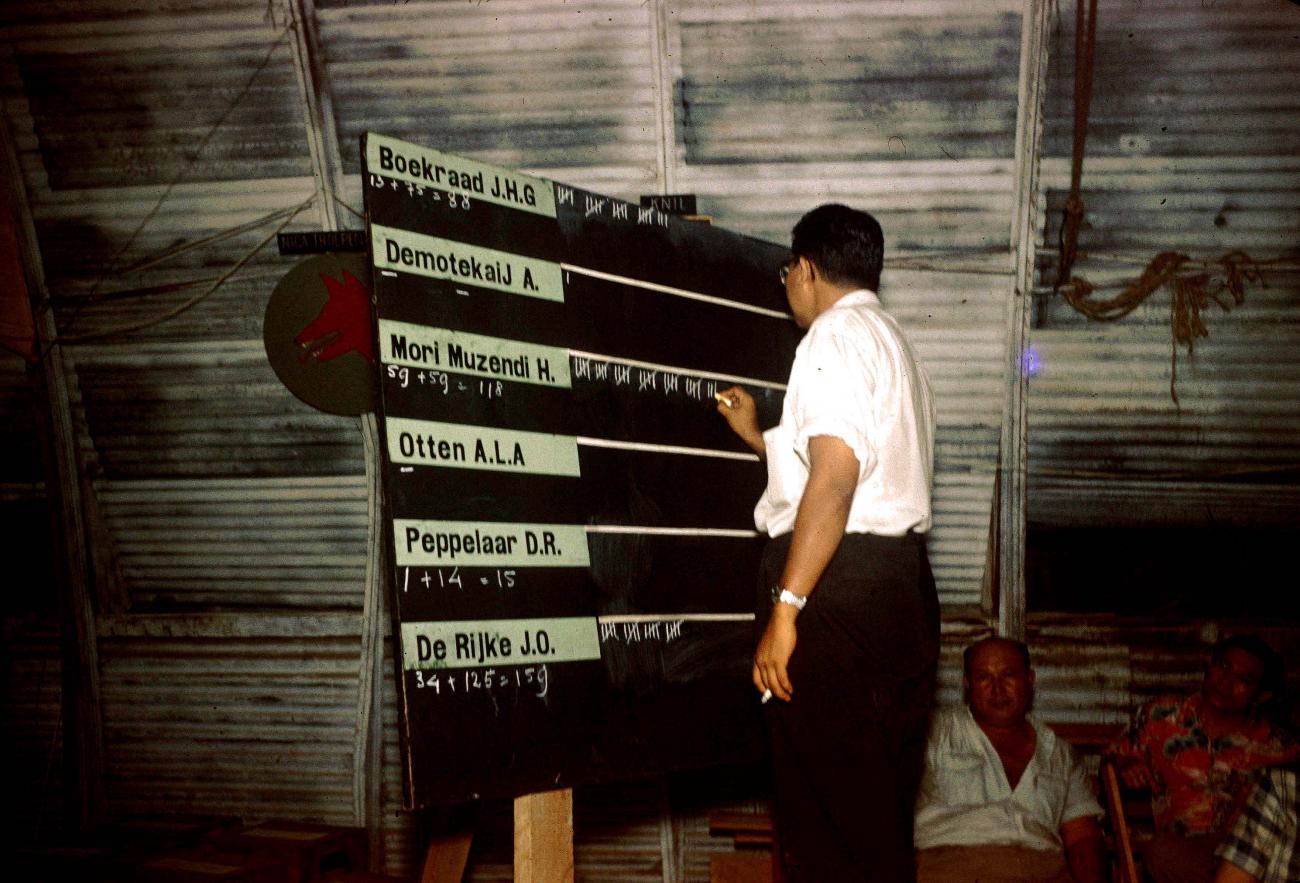 Boekraad J.H.G
13 + 75 = 88
KNIL
DemotekaiJ A.
Mori Muzendi H.
59 + 59 = 118
Otten A.L.A
Peppelaar D.R.
1 + 14 = 15
De Rijke J.O.
34 + 125 = 159